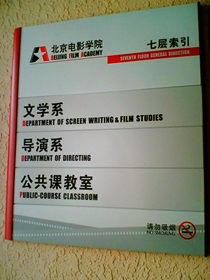 北京电影学院
BEIJING FILM ACADEMY
七层索引
SEVENTH FLOOR GENERAL DIRECTION
文学系
DEPARTMENT OF SCREEN WRITING & FILM STUDIES
导演系
DEPARTMENT OF DIRECTING
公共课教室
PUBLIC-COURSE CLASSROOM
请勿吸烟
NO SMOKING